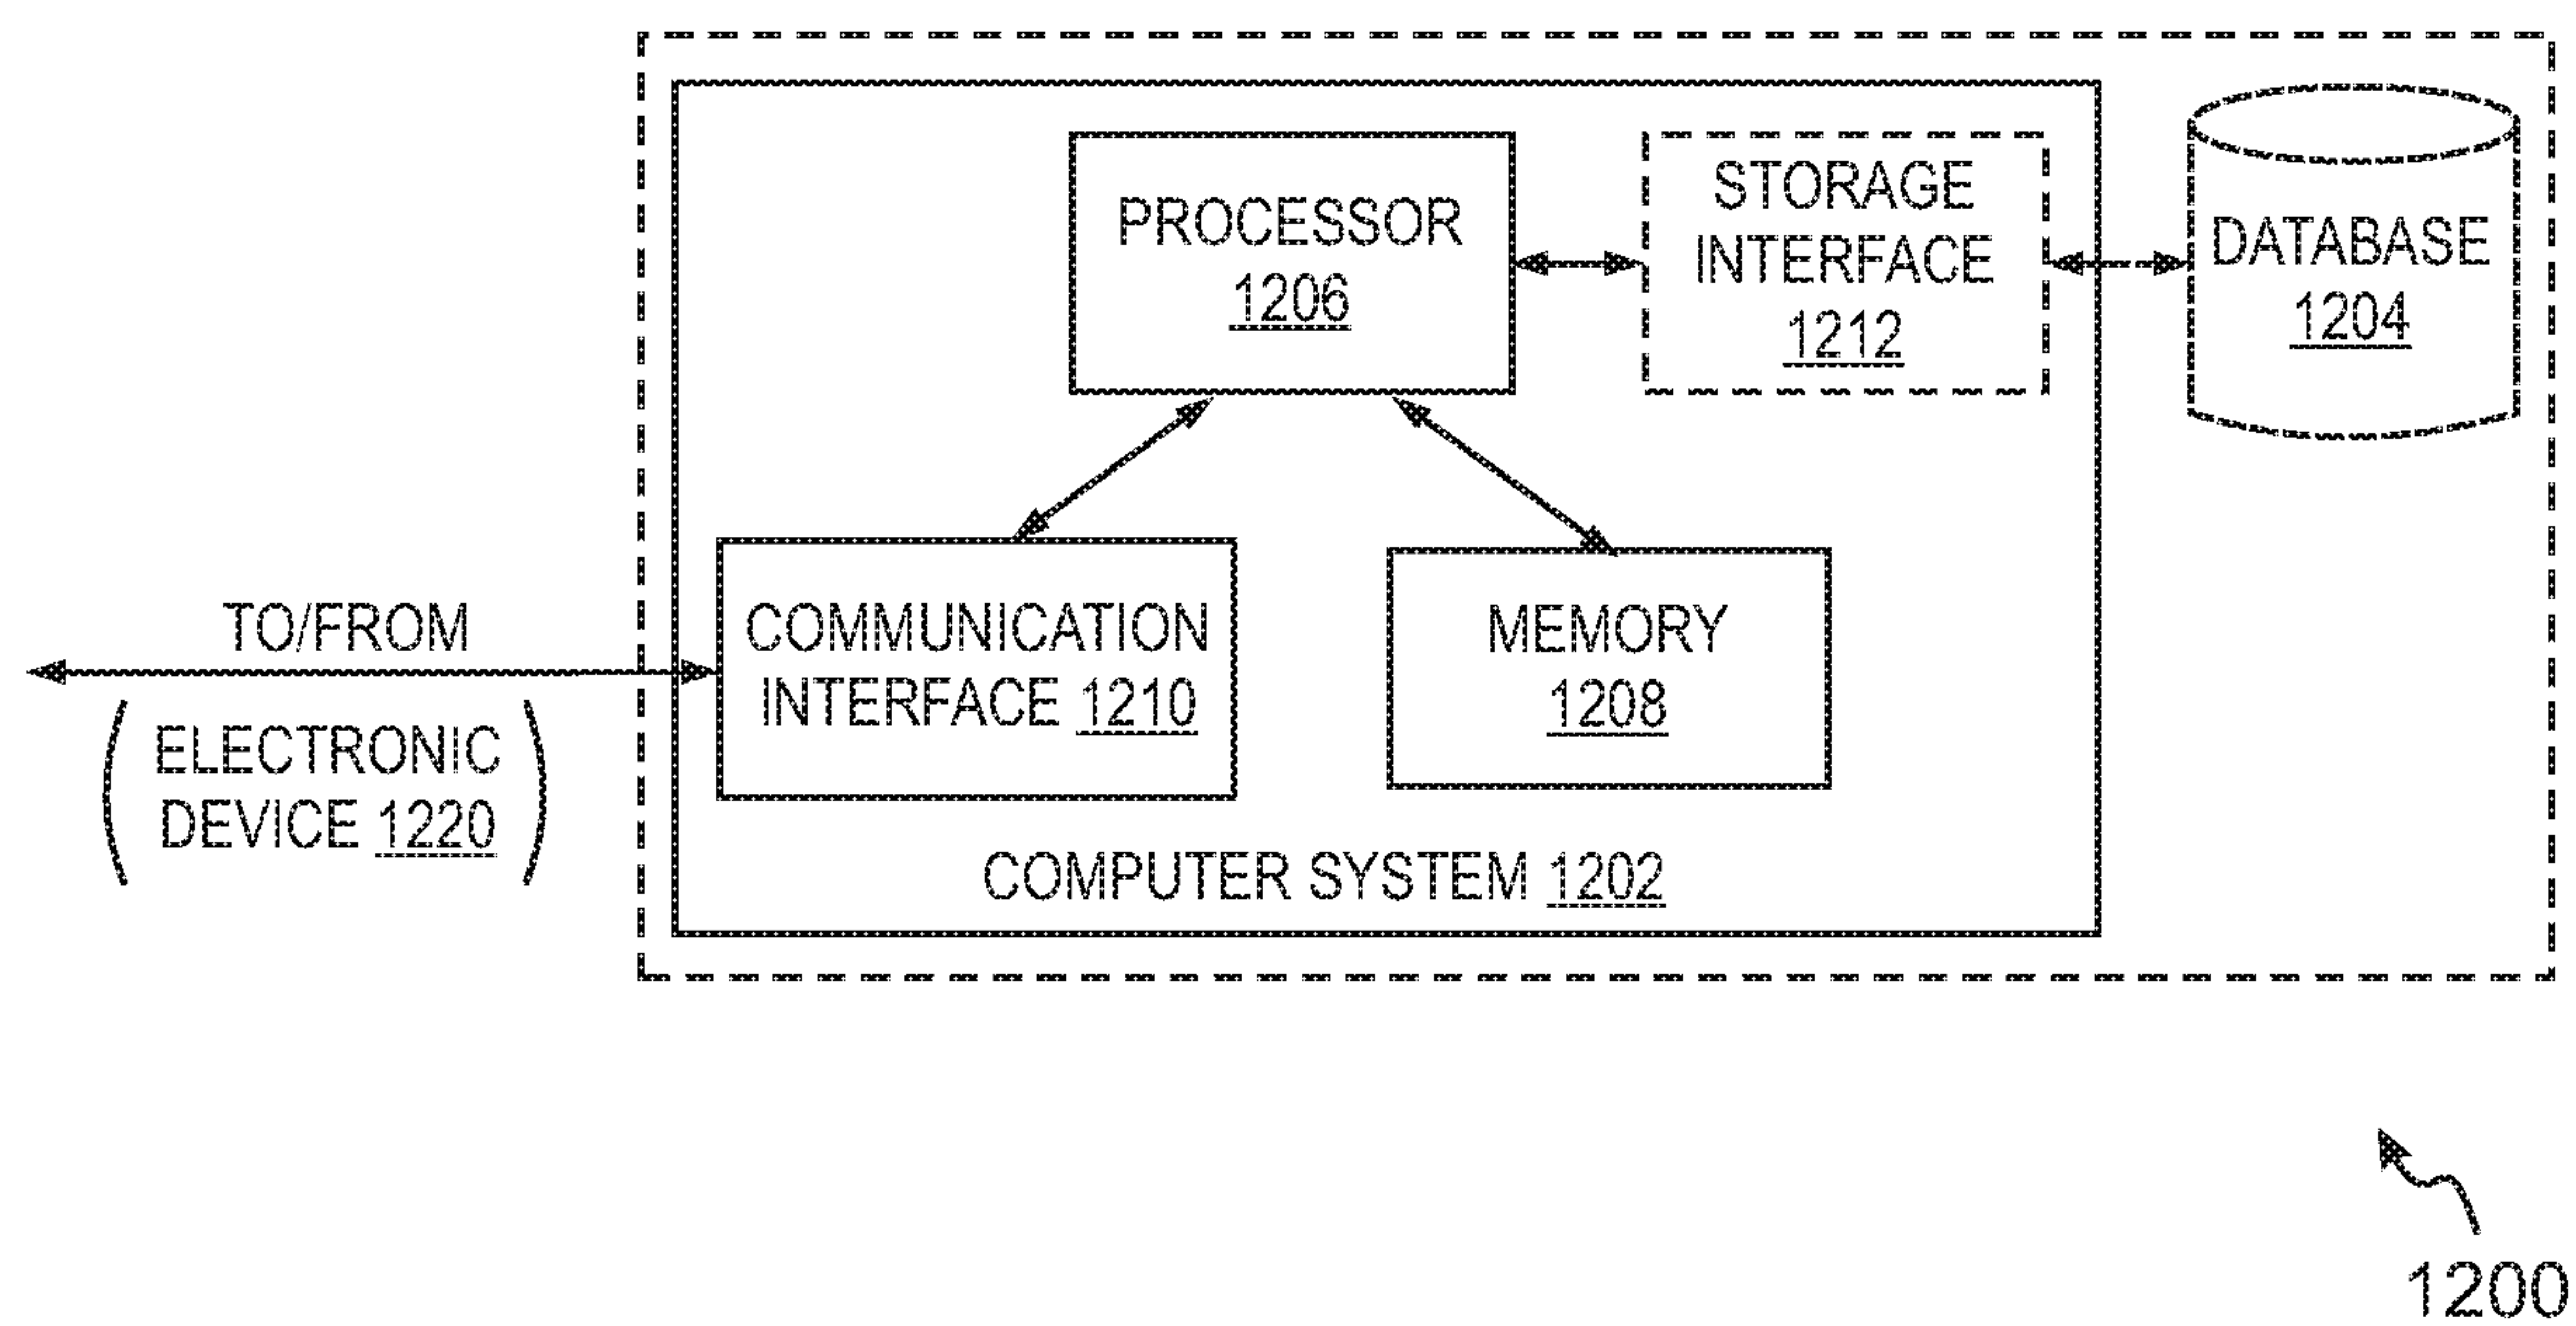 PROCESSOR
1206
STORAGE
INTERFACE
1212
DATABASE
1204
TO/FROM
ELECTRONIC
DEVICE 1220
COMMUNICATION
INTERFACE 1210
MEMORY
1208
COMPUTER SYSTEM 1202
1200